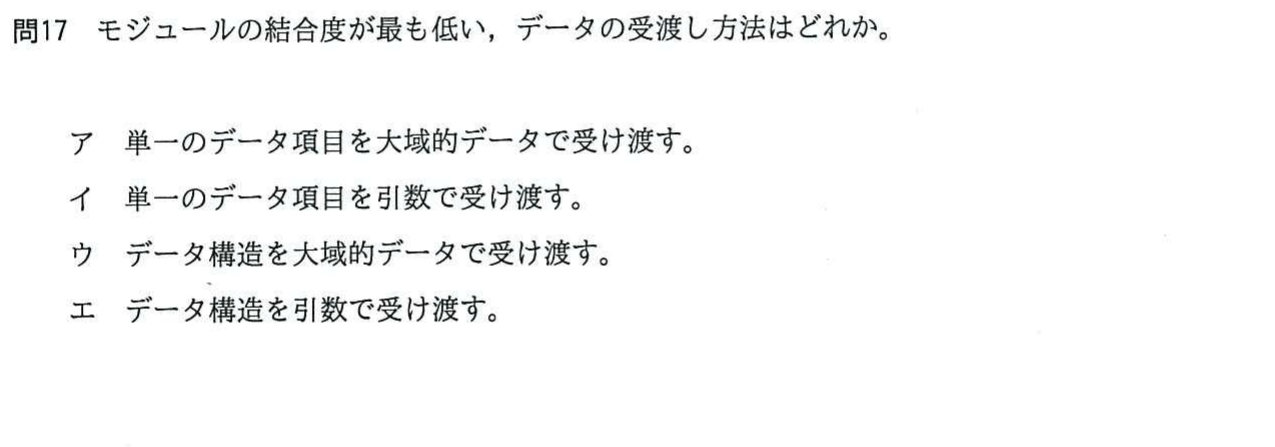 問17 モジュールの結合度が最も低い，データの受渡し方法はどれか。
ア 単一のデータ項目を大域的データで受け渡す。
イ 単一のデータ項目を引数で受け渡す。
ウ データ構造を大域的データで受け渡す。
エ データ構造を引数で受け渡す。